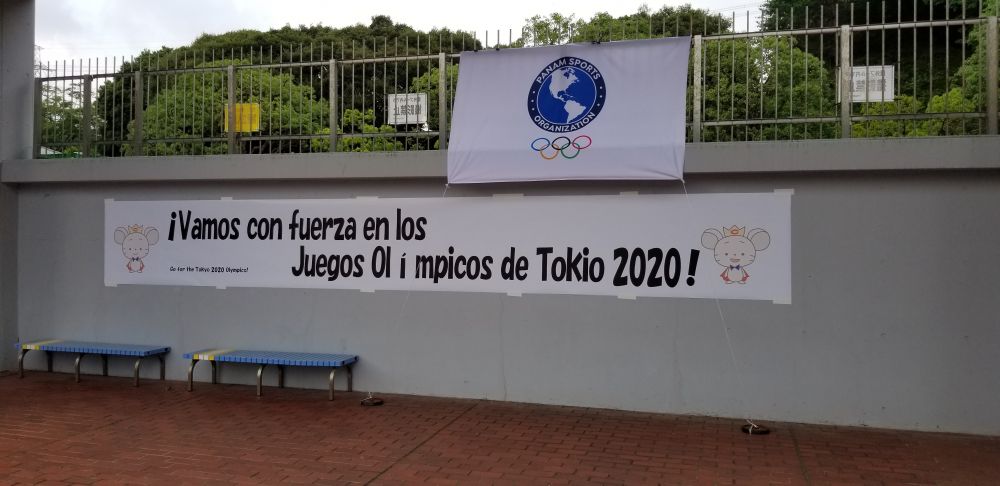 PANAM SPORTS
ORGANIZATION
¡Vamos con fuerza en los
Juegos Olímpicos de Tokio 2020!
Go for the Tokyo 2020 Olympics!